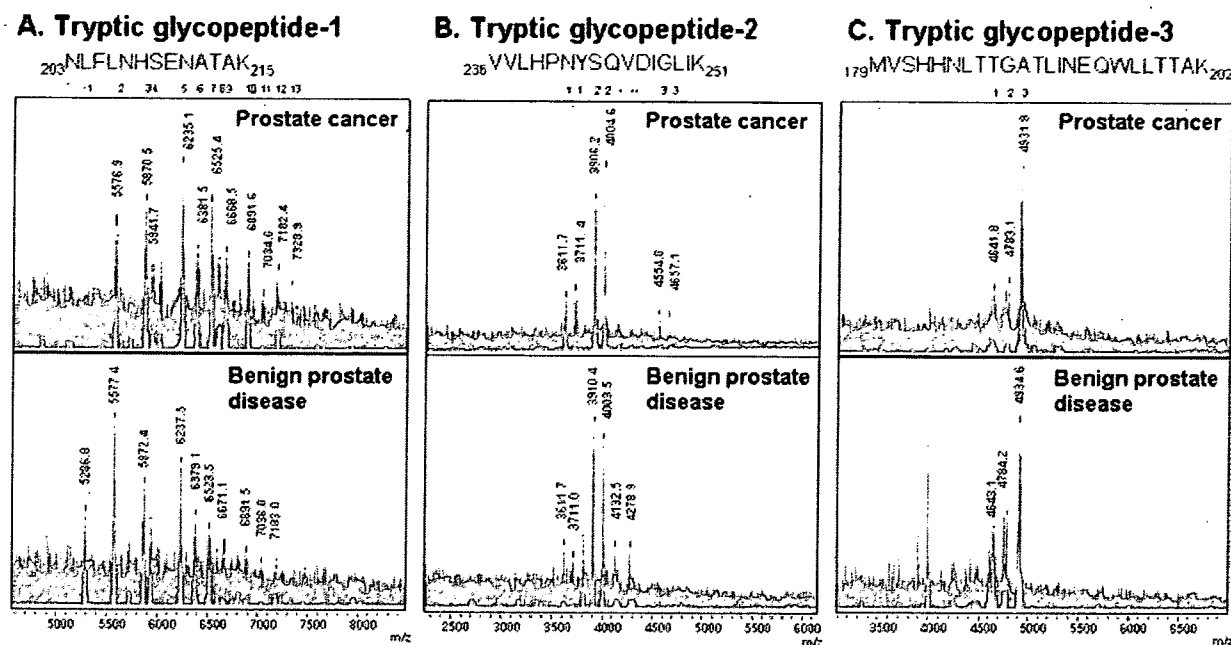 A. Tryptic glycopeptide-1
203NLFLNHSENATAK215
Prostate cancer
5576.9
5870.5
5941.7
6235.1
6381.5
6525.4
6668.5
6891.6
7034.6
7182.4
7328.9
Benign prostate disease
5286.8
5577.4
5872.4
6237.5
6379.1
6523.5
6671.1
6891.5
7036.0
7183.0
5000 5500 6000 6500 7000 7500 8000
m/z
B. Tryptic glycopeptide-2
236VVLHPNYSQVDIGLIK251
Prostate cancer
3611.7
3711.4
3906.2
4004.6
4554.8
4657.1
Benign prostate disease
3611.7
3711.0
3910.4
4003.5
4132.5
4278.9
2500 3000 3500 4000 4500 5000 5500 6000
m/z
C. Tryptic glycopeptide-3
179MVSHHNLTTGATLINEQWLLTTAK202
1 2 3
Prostate cancer
4641.8
4783.1
4931.9
Benign prostate disease
4643.1
4784.2
4934.6
3500 4000 4500 5000 5500 6000 6500
m/z